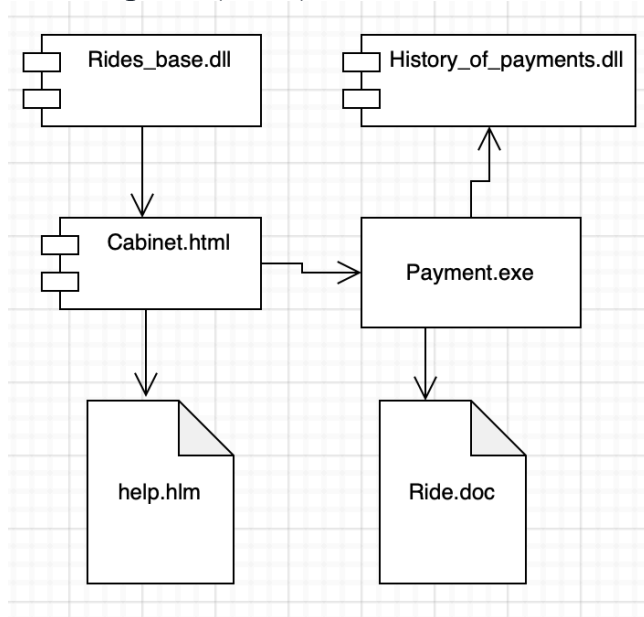 Rides_base.dll
History_of_payments.dll
Cabinet.html
Payment.exe
help.hlm
Ride.doc